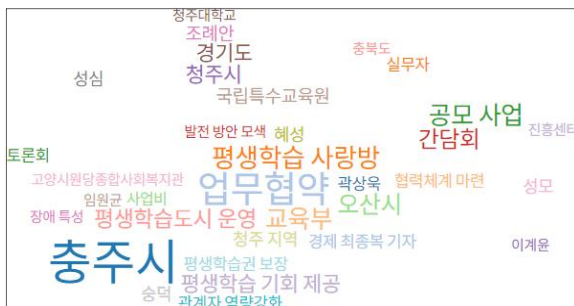 청주대학교
조례안
경기도
충북도
실무자
청주시
성심
국립특수교육원
공모 사업
진흥센터
발전 방안 모색
혜성
간담회
토론회
평생학습 사랑방
고양시원당종합사회복지관
업무협약
곽상욱
협력체계 마련
성모
임원균
사업비
오산시
장애 특성
평생학습도시 운영
교육부
청주 지역
경제 최종복 기자
이계윤
충주시
평생학습권 보장
평생학습 기회 제공
숭덕
관계자 역량강화